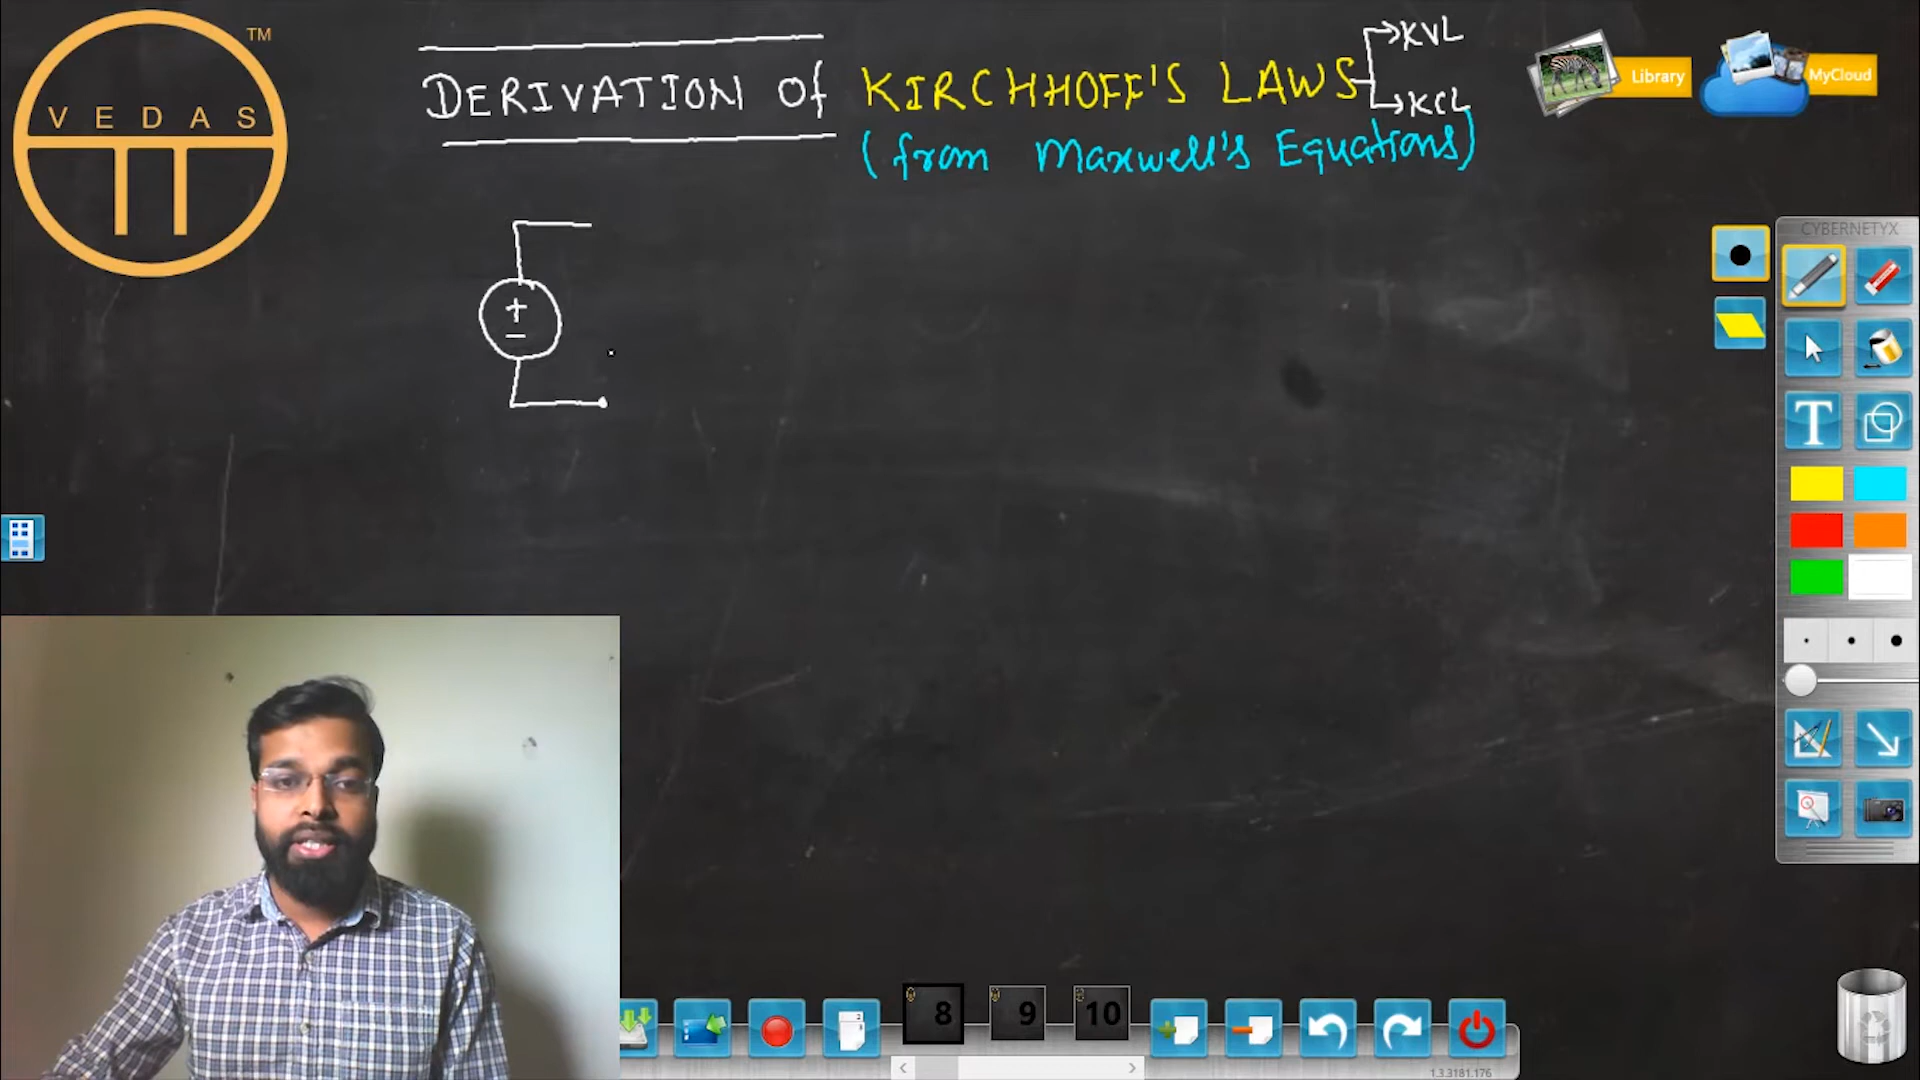 TM
VEDAS
DERIVATION Of KIRCHHOFF'S LAWS
KVL
KCL
(from Maxwell's Equations)
+
−
Library
MyCloud
CYBERNETYX
T
8
9
10
1.3.3181.176